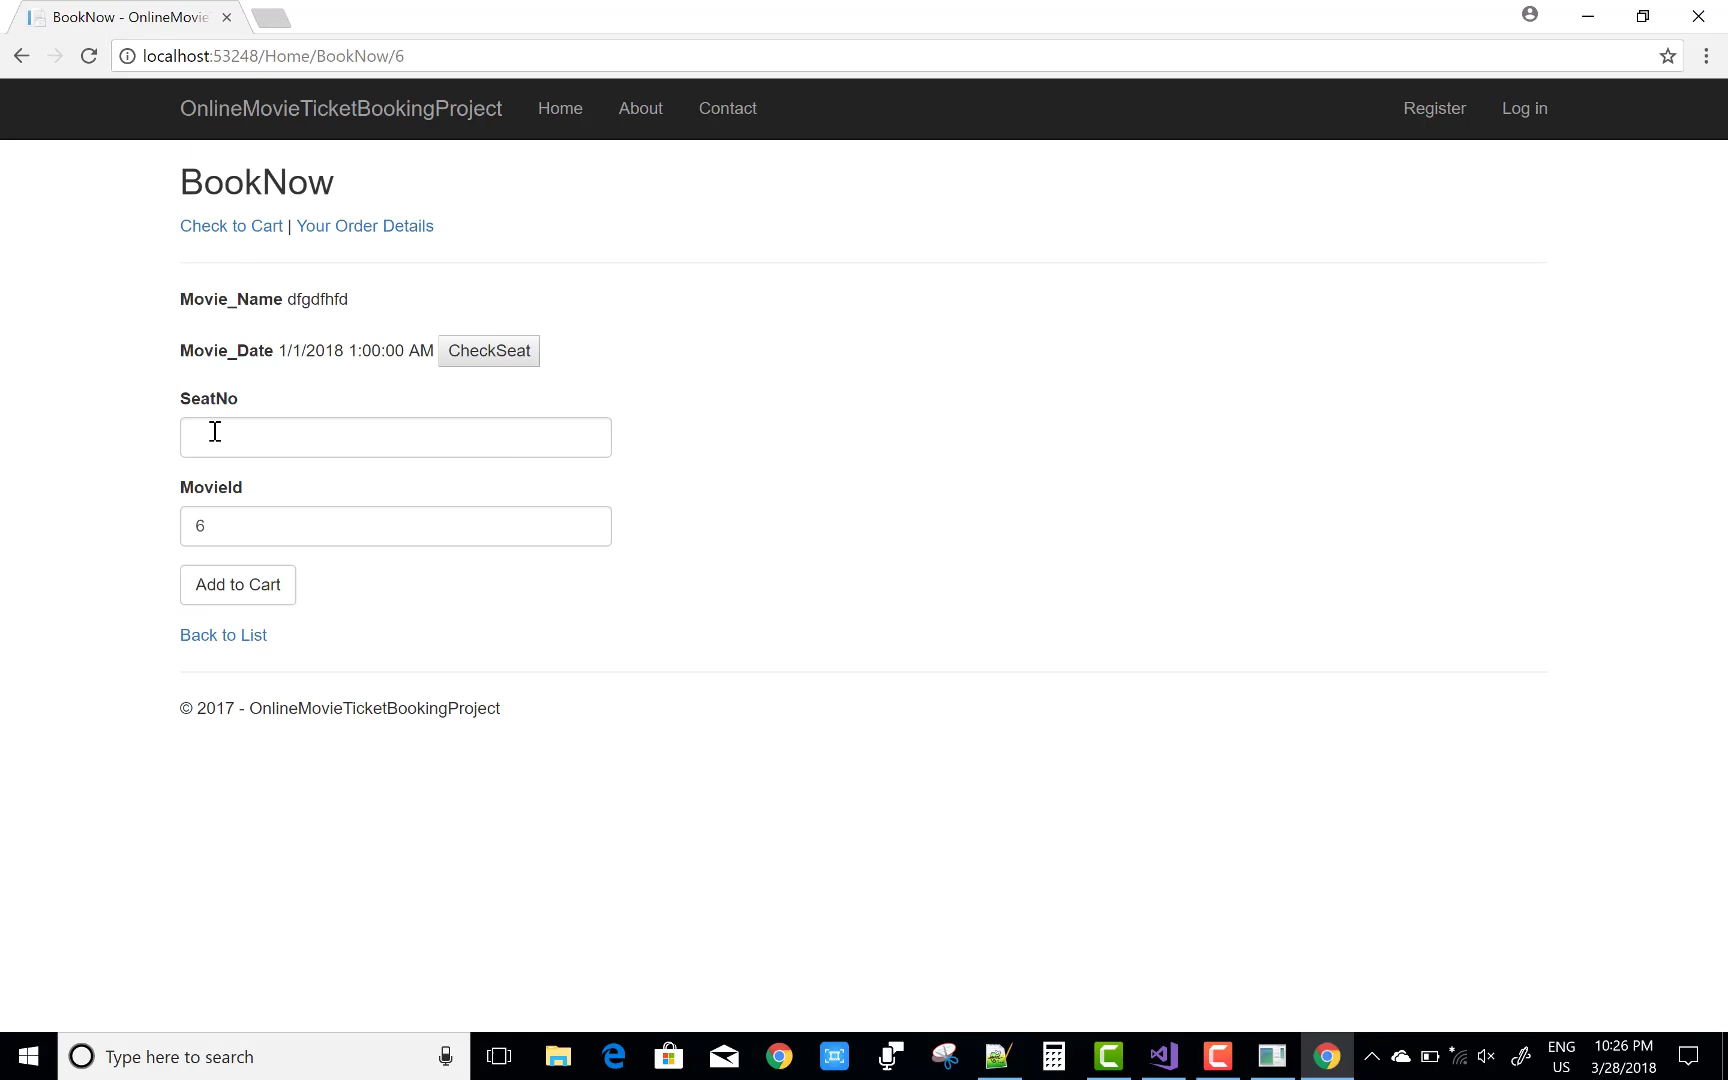 BookNow - OnlineMovie
localhost:53248/Home/BookNow/6
OnlineMovieTicketBookingProject Home About Contact Register Log in
BookNow
Check to Cart | Your Order Details
Movie_Name dfgdfhfd
Movie_Date 1/1/2018 1:00:00 AM CheckSeat
SeatNo
MovieId
6
Add to Cart
Back to List
© 2017 - OnlineMovieTicketBookingProject
Type here to search
ENG
US
10:26 PM
3/28/2018